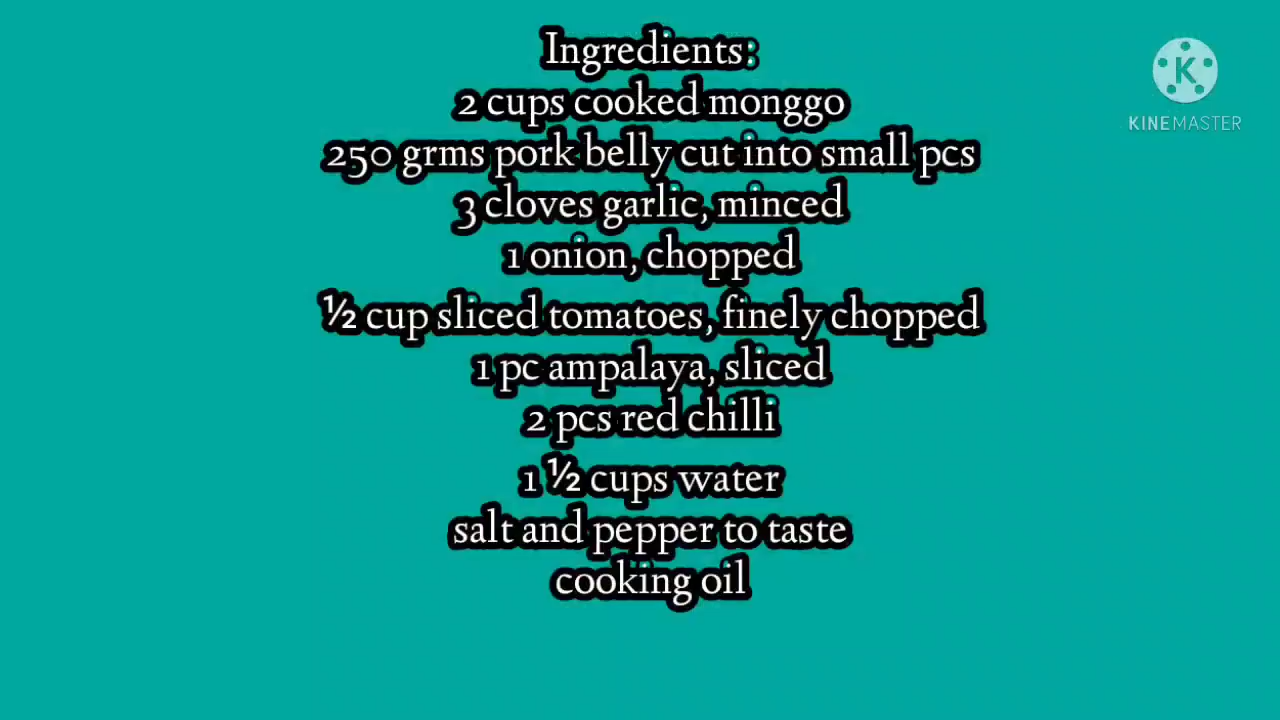 Ingredients:
2 cups cooked monggo
250 grms pork belly cut into small pcs
3 cloves garlic, minced
1 onion, chopped
½ cup sliced tomatoes, finely chopped
1 pc ampalaya, sliced
2 pcs red chilli
1 ½ cups water
salt and pepper to taste
cooking oil
K
KINEMASTER